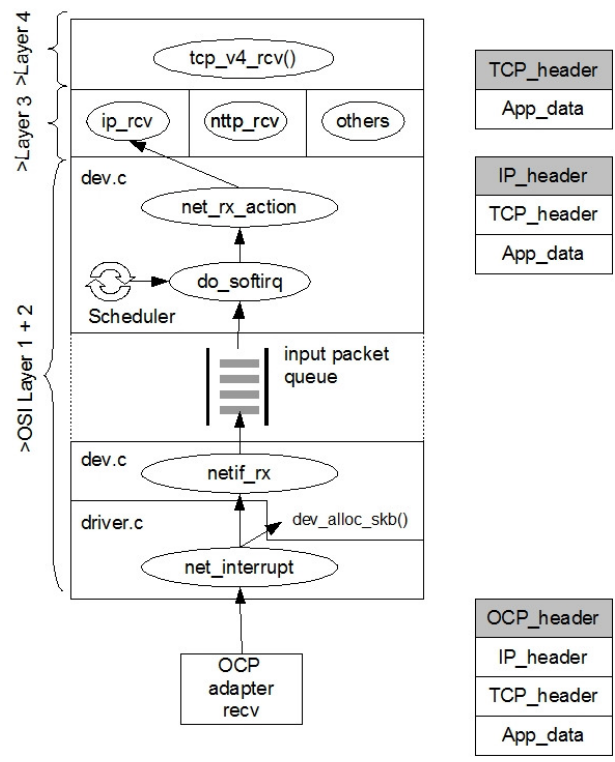 >Layer 4
tcp_v4_rcv()
>Layer 3
ip_rcv
nttp_rcv
others
>OSI Layer 1 + 2
dev.c
net_rx_action
do_softirq
Scheduler
input packet
queue
dev.c
netif_rx
driver.c
dev_alloc_skb()
net_interrupt
OCP
adapter
recv
TCP_header
App_data
IP_header
TCP_header
App_data
OCP_header
IP_header
TCP_header
App_data